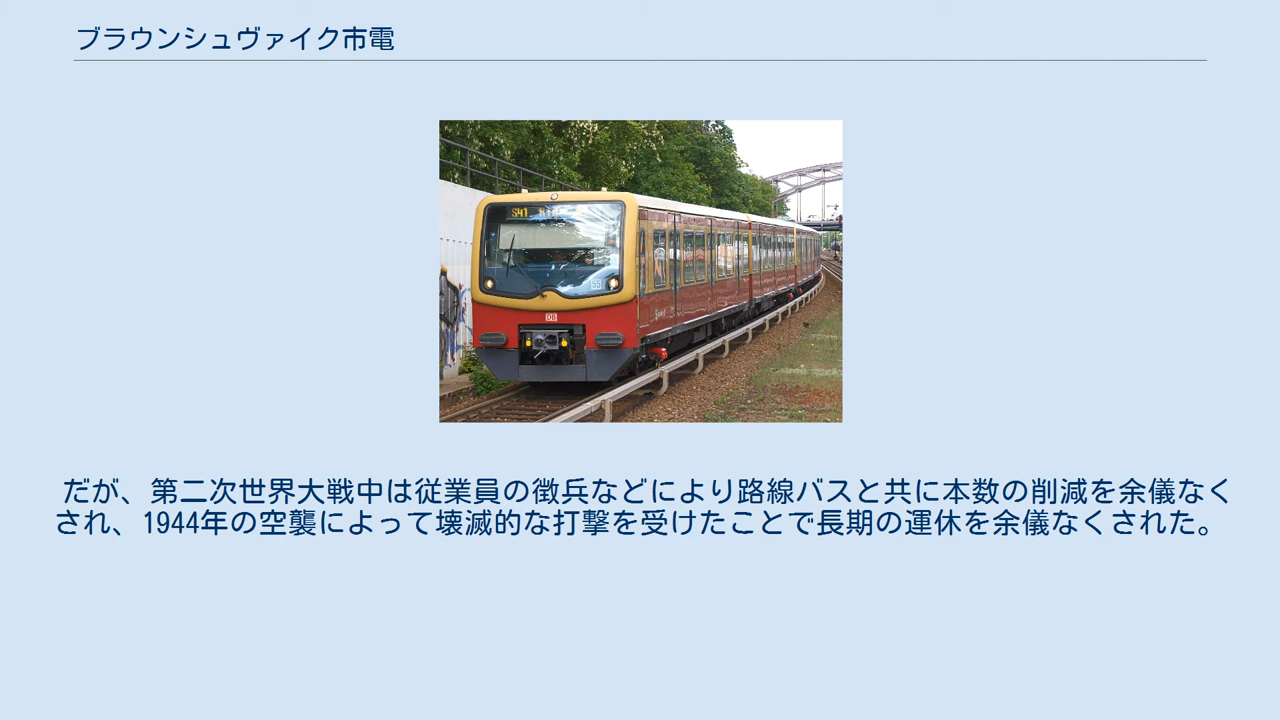 ブラウンシュヴァイク市電
S41
DB
だが、第二次世界大戦中は従業員の徴兵などにより路線バスと共に本数の削減を余儀なく
され、1944年の空襲によって壊滅的な打撃を受けたことで長期の運休を余儀なくされた。